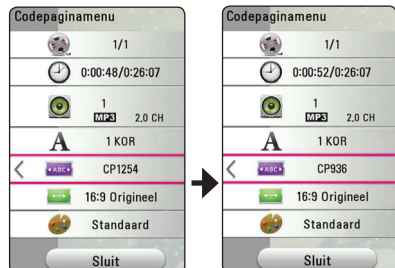 Codepaginamenu
1/1
0:00:48/0:26:07
1
MP3 2,0 CH
A 1 KOR
ABC CP1254
16:9 Origineel
Standaard
Sluit
Codepaginamenu
1/1
0:00:52/0:26:07
1
MP3 2,0 CH
A 1 KOR
ABC CP936
16:9 Origineel
Standaard
Sluit